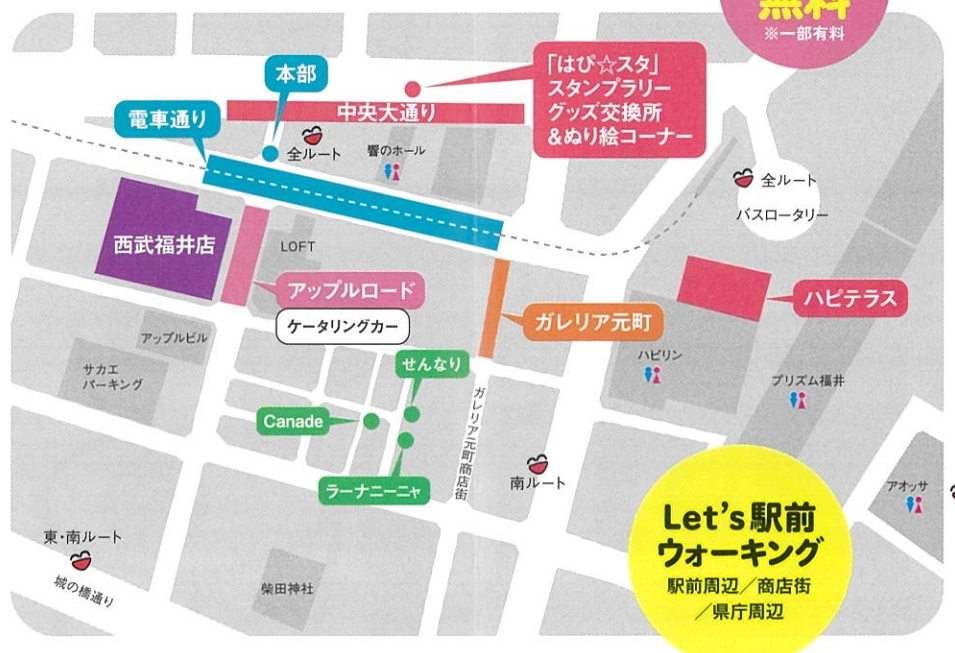 無料
※一部有料
本部
「はぴ☆スタ」
スタンプラリー
グッズ交換所
&ぬり絵コーナー
電車通り
中央大通り
全ルート
響のホール
全ルート
バスロータリー
西武福井店
LOFT
アップルロード
ケータリングカー
ガレリア元町
ハピテラス
アップルビル
サカエ
パーキング
せんなり
ハピリン
プリズム福井
Canade
ガレリア元町商店街
ラーナニーニャ
南ルート
アオッサ
Let's駅前
ウォーキング
駅前周辺/商店街
/県庁周辺
東・南ルート
城の橋通り
柴田神社